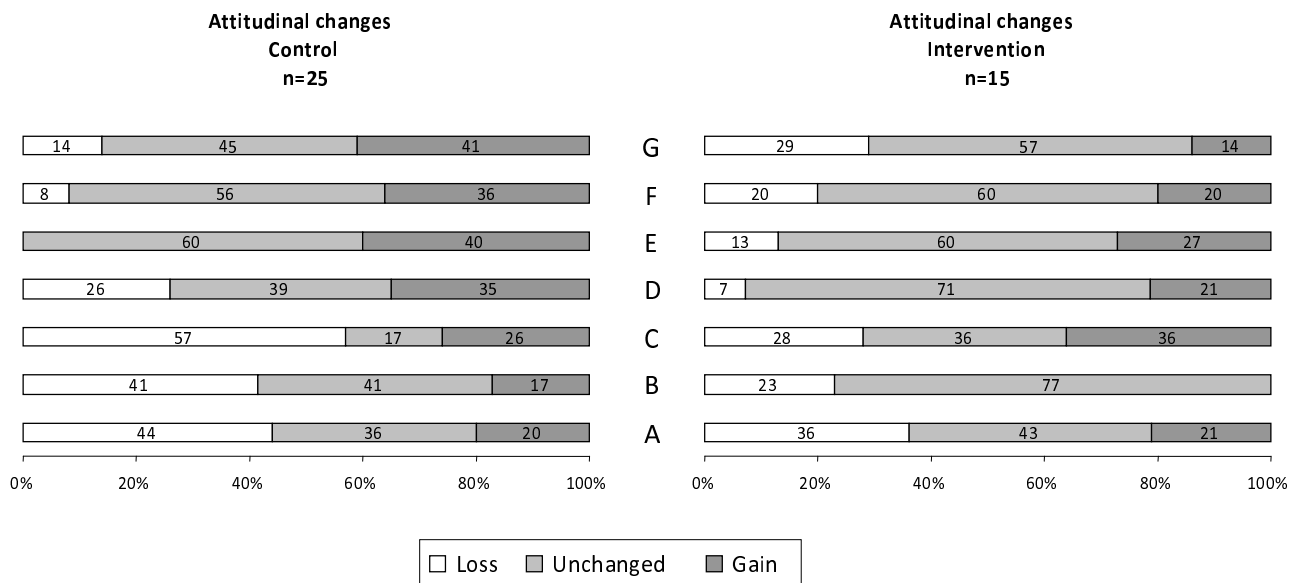 Attitudinal changes
Control
n=25
Attitudinal changes
Intervention
n=15
14 45 41 G 29 57 14
8 56 36 F 20 60 20
60 40 E 13 60 27
26 39 35 D 7 71 21
57 17 26 C 28 36 36
41 41 17 B 23 77
44 36 20 A 36 43 21
0% 20% 40% 60% 80% 100% 0% 20% 40% 60% 80% 100%
Loss Unchanged Gain